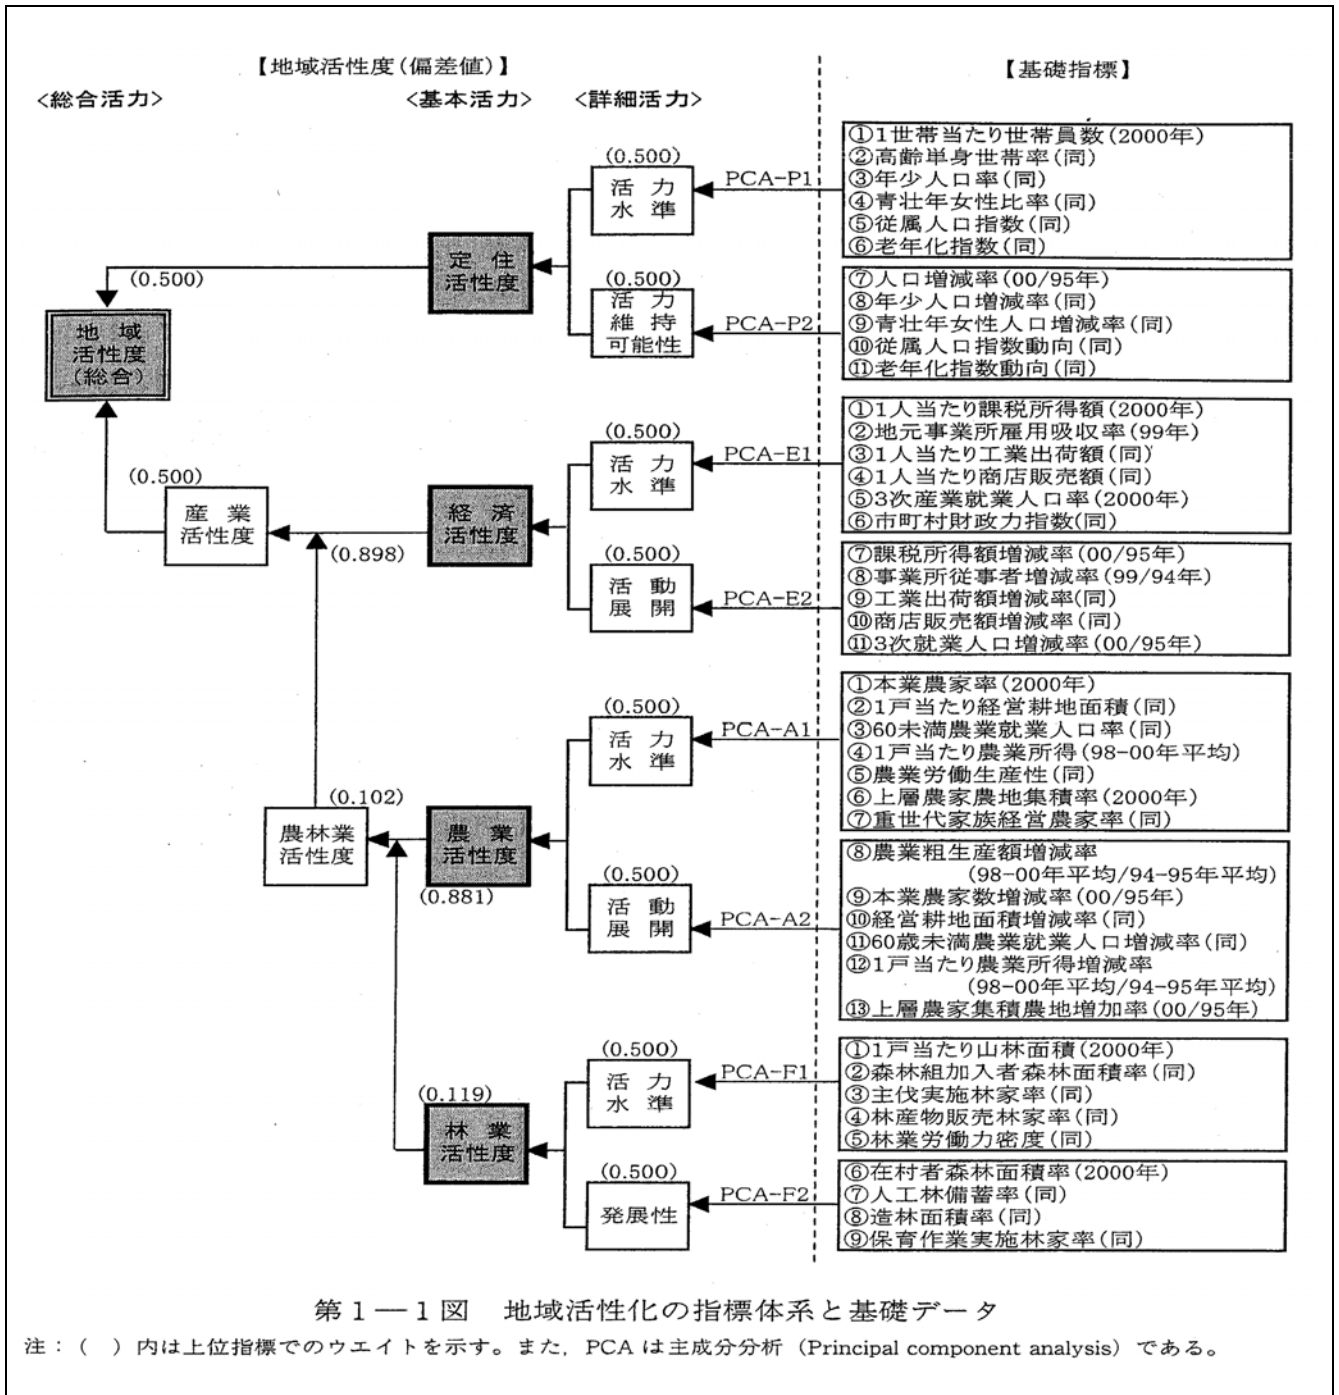 【地域活性度(偏差値)】
【基礎指標】
<総合活力>
<基本活力>
<詳細活力>
(0.500)
活力
水準
PCA-P1
①1世帯当たり世帯員数(2000年)
②高齢単身世帯率(同)
③年少人口率(同)
④青壮年女性比率(同)
⑤従属人口指数(同)
⑥老年化指数(同)
定住
活性度
(0.500)
(0.500)
活力
維持
可能性
PCA-P2
⑦人口増減率(00/95年)
⑧年少人口増減率(同)
⑨青壮年女性人口増減率(同)
⑩従属人口指数動向(同)
⑪老年化指数動向(同)
地域
活性度
(総合)
(0.500)
産業
活性度
(0.898)
経済
活性度
(0.500)
活力
水準
PCA-E1
①1人当たり課税所得額(2000年)
②地元事業所雇用吸収率(99年)
③1人当たり工業出荷額(同)
④1人当たり商店販売額(同)
⑤3次産業就業人口率(2000年)
⑥市町村財政力指数(同)
(0.500)
活動
展開
PCA-E2
⑦課税所得額増減率(00/95年)
⑧事業所従事者増減率(99/94年)
⑨工業出荷額増減率(同)
⑩商店販売額増減率(同)
⑪3次就業人口増減率(00/95年)
(0.102)
農林業
活性度
農業
活性度
(0.881)
(0.500)
活力
水準
PCA-A1
①本業農家率(2000年)
②1戸当たり経営耕地面積(同)
③60未満農業就業人口率(同)
④1戸当たり農業所得(98-00年平均)
⑤農業労働生産性(同)
⑥上層農家農地集積率(2000年)
⑦重世代家族経営農家率(同)
(0.500)
活動
展開
PCA-A2
⑧農業粗生産額増減率
(98-00年平均/94-95年平均)
⑨本業農家数増減率(00/95年)
⑩経営耕地面積増減率(同)
⑪60歳未満農業就業人口増減率(同)
⑫1戸当たり農業所得増減率
(98-00年平均/94-95年平均)
⑬上層農家集積農地増加率(00/95年)
(0.119)
林業
活性度
(0.500)
活力
水準
PCA-F1
①1戸当たり山林面積(2000年)
②森林組加入者森林面積率(同)
③主伐実施林家率(同)
④林産物販売林家率(同)
⑤林業労働力密度(同)
(0.500)
発展性
PCA-F2
⑥在村者森林面積率(2000年)
⑦人工林備蓄率(同)
⑧造林面積率(同)
⑨保育作業実施林家率(同)
第1―1図 地域活性化の指標体系と基礎データ
注:( )内は上位指標でのウエイトを示す。また,PCAは主成分分析(Principal component analysis)である。